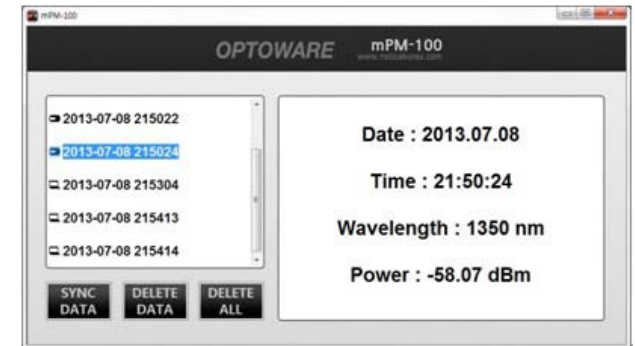 mPM-100
OPTOWARE mPM-100
2013-07-08 215022
2013-07-08 215024
2013-07-08 215304
2013-07-08 215413
2013-07-08 215414
SYNC DATA
DELETE DATA
DELETE ALL
Date : 2013.07.08
Time : 21:50:24
Wavelength : 1350 nm
Power : -58.07 dBm